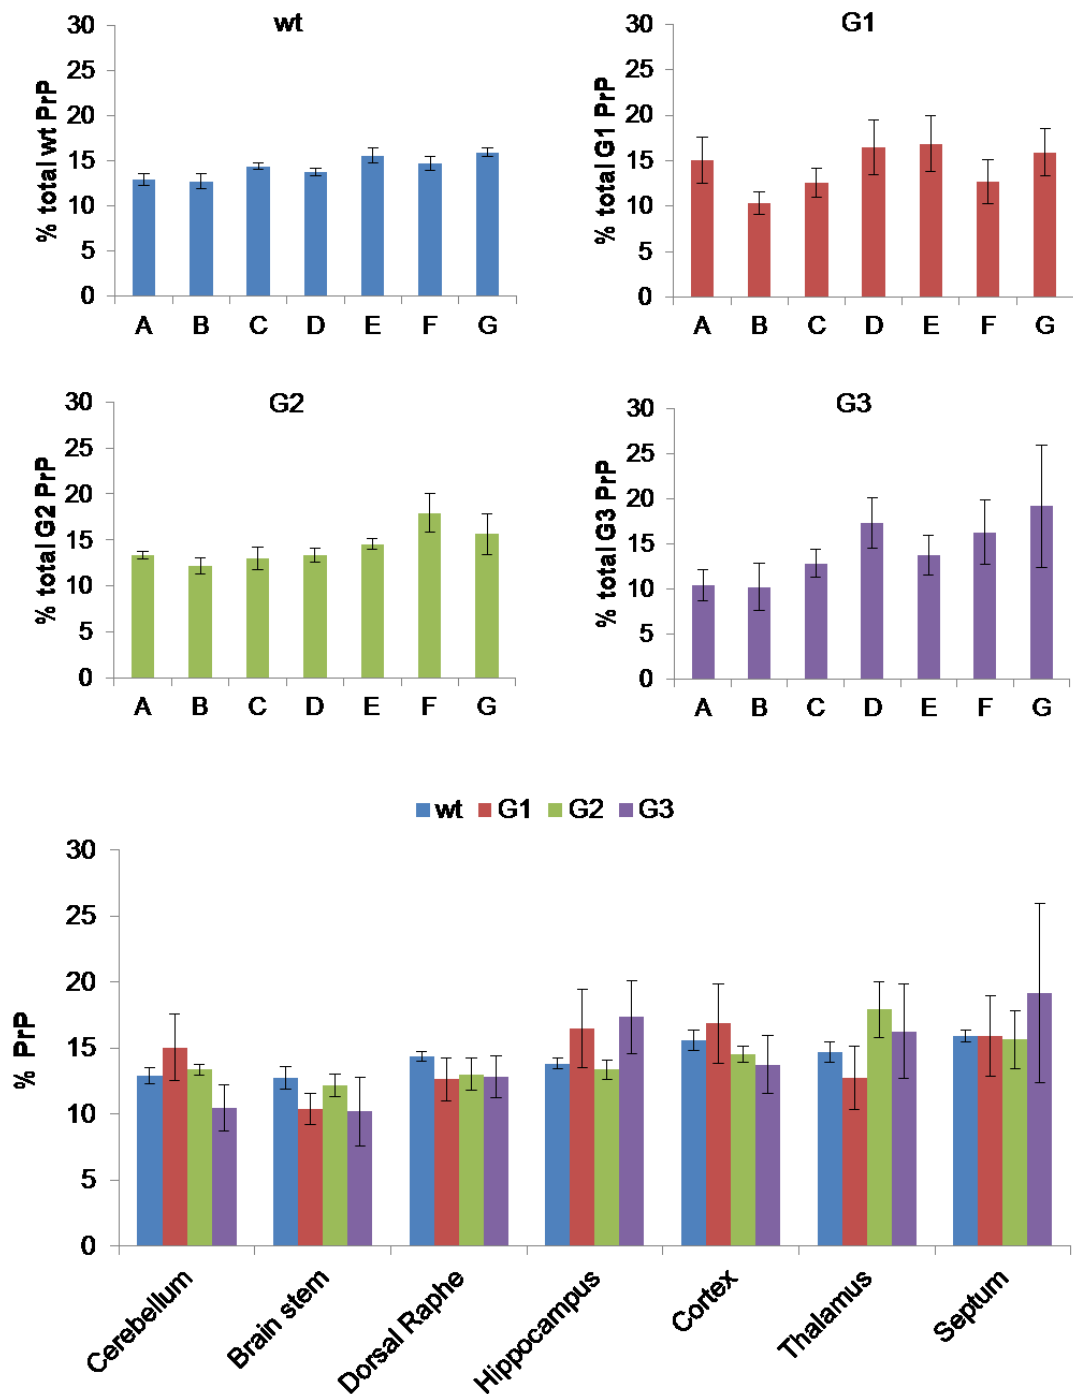 wt
% total wt PrP
30
25
20
15
10
5
0
A B C D E F G
G1
% total G1 PrP
30
25
20
15
10
5
0
A B C D E F G
G2
% total G2 PrP
30
25
20
15
10
5
0
A B C D E F G
G3
% total G3 PrP
30
25
20
15
10
5
0
A B C D E F G
wt G1 G2 G3
% PrP
30
25
20
15
10
5
0
Cerebellum
Brain stem
Dorsal Raphe
Hippocampus
Cortex
Thalamus
Septum